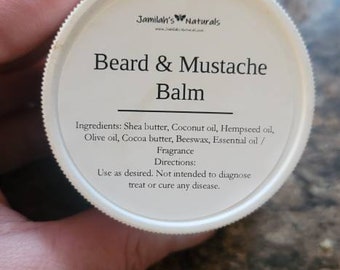 Jamilah's Naturals
Beard & Mustache
Balm
Ingredients: Shea butter, Coconut oil, Hempseed oil,
Olive oil, Cocoa butter, Beeswax, Essential oil /
Fragrance
Directions:
Use as desired. Not intended to diagnose
treat or cure any disease.